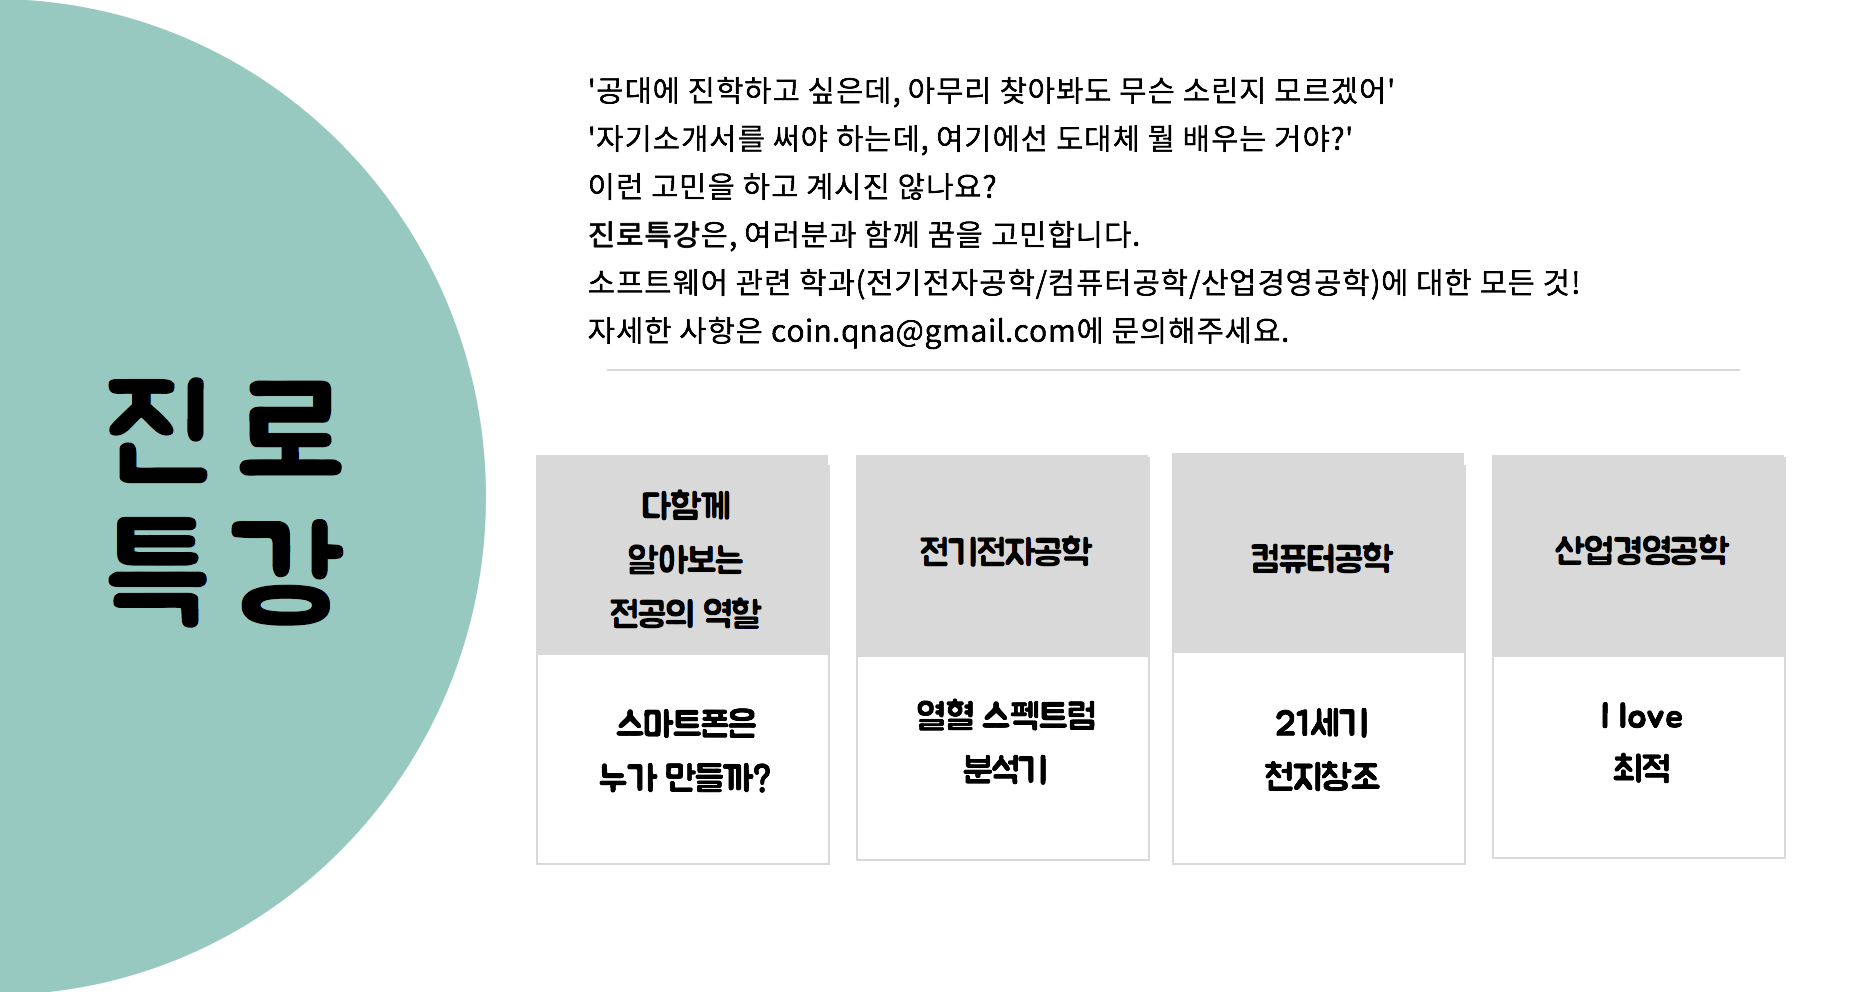 진로
특강
'공대에 진학하고 싶은데, 아무리 찾아봐도 무슨 소린지 모르겠어'
'자기소개서를 써야 하는데, 여기에선 도대체 뭘 배우는 거야?'
이런 고민을 하고 계시진 않나요?
진로특강은, 여러분과 함께 꿈을 고민합니다.
소프트웨어 관련 학과(전기전자공학/컴퓨터공학/산업경영공학)에 대한 모든 것!
자세한 사항은 coin.qna@gmail.com에 문의해주세요.
다함께
알아보는
전공의 역할
스마트폰은
누가 만들까?
전기전자공학
열혈 스펙트럼
분석기
컴퓨터공학
21세기
천지창조
산업경영공학
I love
최적